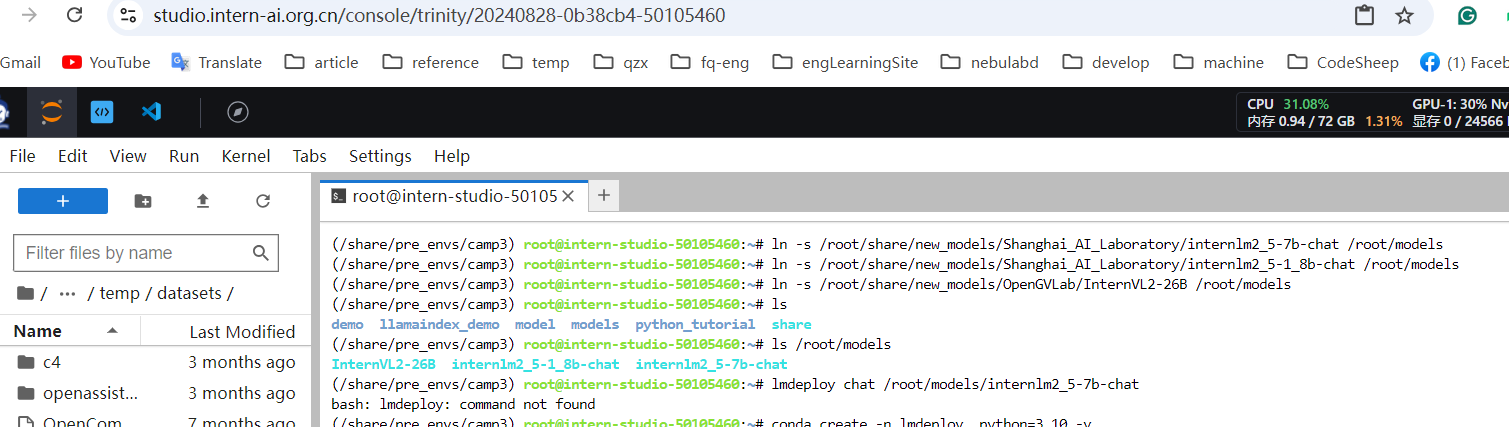 studio.intern-ai.org.cn/console/trinity/20240828-0b38cb4-50105460
Gmail YouTube Translate article reference temp qzx fq-eng engLearningSite nebulabd develop machine CodeSheep (1) Faceb
CPU 31.08% GPU-1: 30% Nv
内存 0.94 / 72 GB 1.31% 显存 0 / 24566
File Edit View Run Kernel Tabs Settings Help
root@intern-studio-50105
Filter files by name
/ ··· / temp / datasets /
Name Last Modified
c4 3 months ago
openassist... 3 months ago
OpenCom 7 months ago
(/share/pre_envs/camp3) root@intern-studio-50105460:~# ln -s /root/share/new_models/Shanghai_AI_Laboratory/internlm2_5-7b-chat /root/models
(/share/pre_envs/camp3) root@intern-studio-50105460:~# ln -s /root/share/new_models/Shanghai_AI_Laboratory/internlm2_5-1_8b-chat /root/models
(/share/pre_envs/camp3) root@intern-studio-50105460:~# ln -s /root/share/new_models/OpenGVLab/InternVL2-26B /root/models
(/share/pre_envs/camp3) root@intern-studio-50105460:~# ls
demo llamaindex_demo model models python_tutorial share
(/share/pre_envs/camp3) root@intern-studio-50105460:~# ls /root/models
InternVL2-26B internlm2_5-1_8b-chat internlm2_5-7b-chat
(/share/pre_envs/camp3) root@intern-studio-50105460:~# lmdeploy chat /root/models/internlm2_5-7b-chat
bash: lmdeploy: command not found
(/share/pre_envs/camp3) root@intern-studio-50105460:~# conda create -n lmdeploy python=3.10 -y